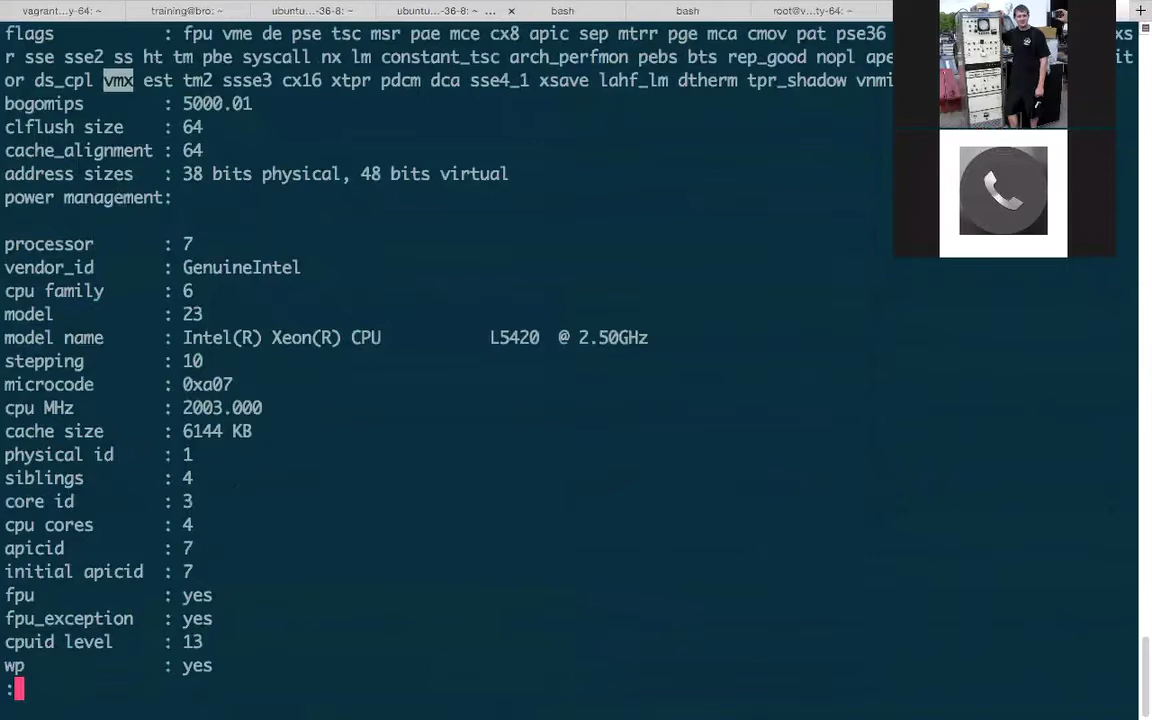 vagrant....y-64: ~ training@bro: ~ ubuntu...-36-8: ~ ubuntu...-36-8: ~ ... × bash bash root@v...ty-64: ~ +
flags : fpu vme de pse tsc msr pae mce cx8 apic sep mtrr pge mca cmov pat pse36
r sse sse2 ss ht tm pbe syscall nx lm constant_tsc arch_perfmon pebs bts rep_good nopl ape
or ds_cpl vmx est tm2 ssse3 cx16 xtpr pdcm dca sse4_1 xsave lahf_lm dtherm tpr_shadow vnmi
bogomips : 5000.01
clflush size : 64
cache_alignment : 64
address sizes : 38 bits physical, 48 bits virtual
power management:
processor : 7
vendor_id : GenuineIntel
cpu family : 6
model : 23
model name : Intel(R) Xeon(R) CPU L5420 @ 2.50GHz
stepping : 10
microcode : 0xa07
cpu MHz : 2003.000
cache size : 6144 KB
physical id : 1
siblings : 4
core id : 3
cpu cores : 4
apicid : 7
initial apicid : 7
fpu : yes
fpu_exception : yes
cpuid level : 13
wp : yes
: